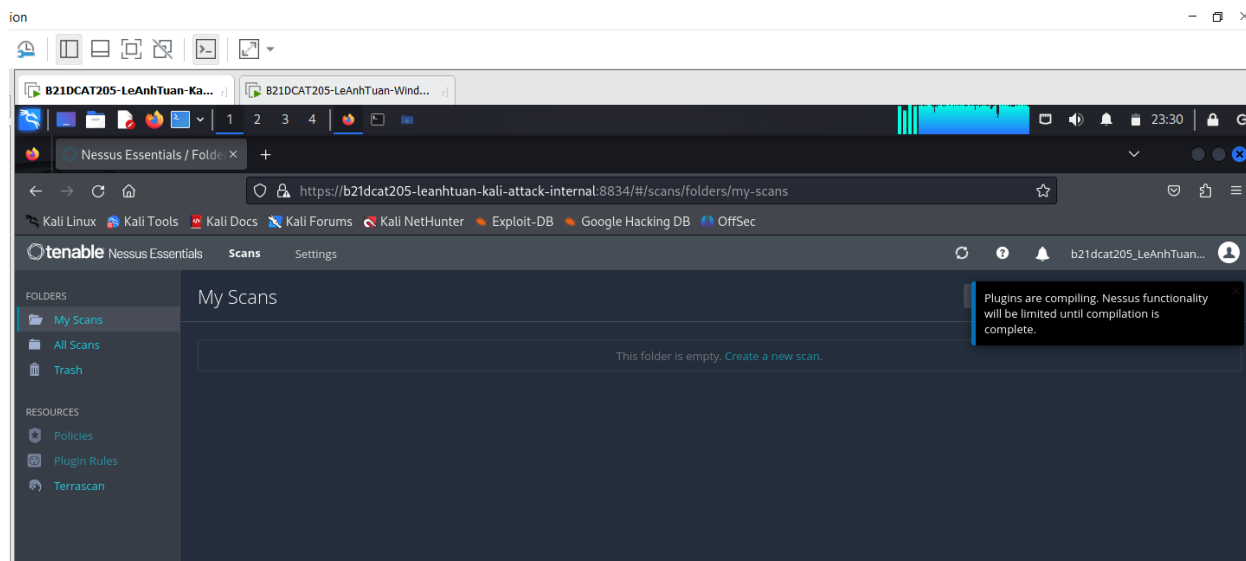 ion
B21DCAT205-LeAnhTuan-Ka...
B21DCAT205-LeAnhTuan-Wind...
1 2 3 4
23:30
Nessus Essentials / Folde
https://b21dcat205-leanhtuan-kali-attack-internal:8834/#/scans/folders/my-scans
Kali Linux Kali Tools Kali Docs Kali Forums Kali NetHunter Exploit-DB Google Hacking DB OffSec
tenable Nessus Essentials Scans Settings b21dcat205_LeAnhTuan...
FOLDERS
My Scans
All Scans
Trash
RESOURCES
Policies
Plugin Rules
Terrascan
My Scans
Plugins are compiling. Nessus functionality
will be limited until compilation is
complete.
This folder is empty. Create a new scan.